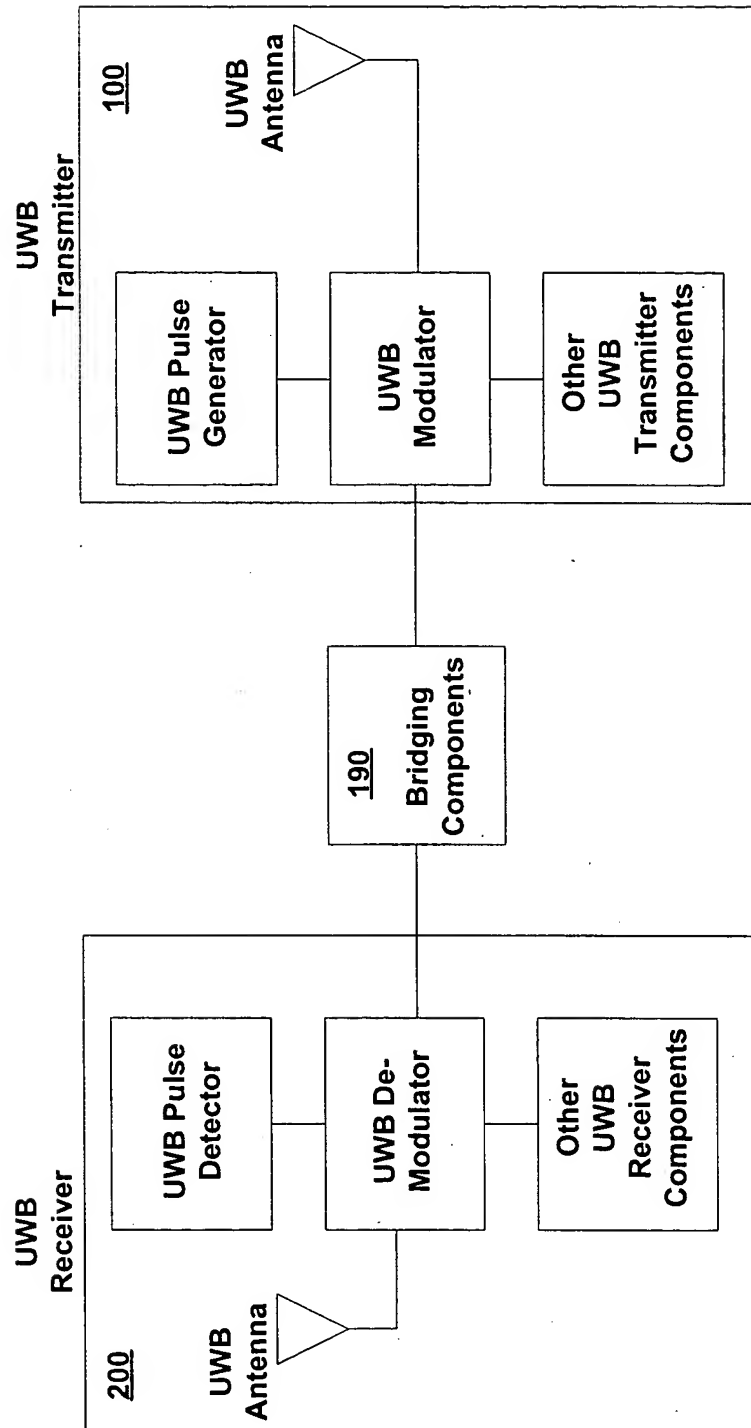 UWB
Receiver
200
UWB
Antenna
UWB Pulse
Detector
UWB De-
Modulator
Other
UWB
Receiver
Components
190
Bridging
Components
UWB
Transmitter
100
UWB
Antenna
UWB Pulse
Generator
UWB
Modulator
Other
UWB
Transmitter
Components